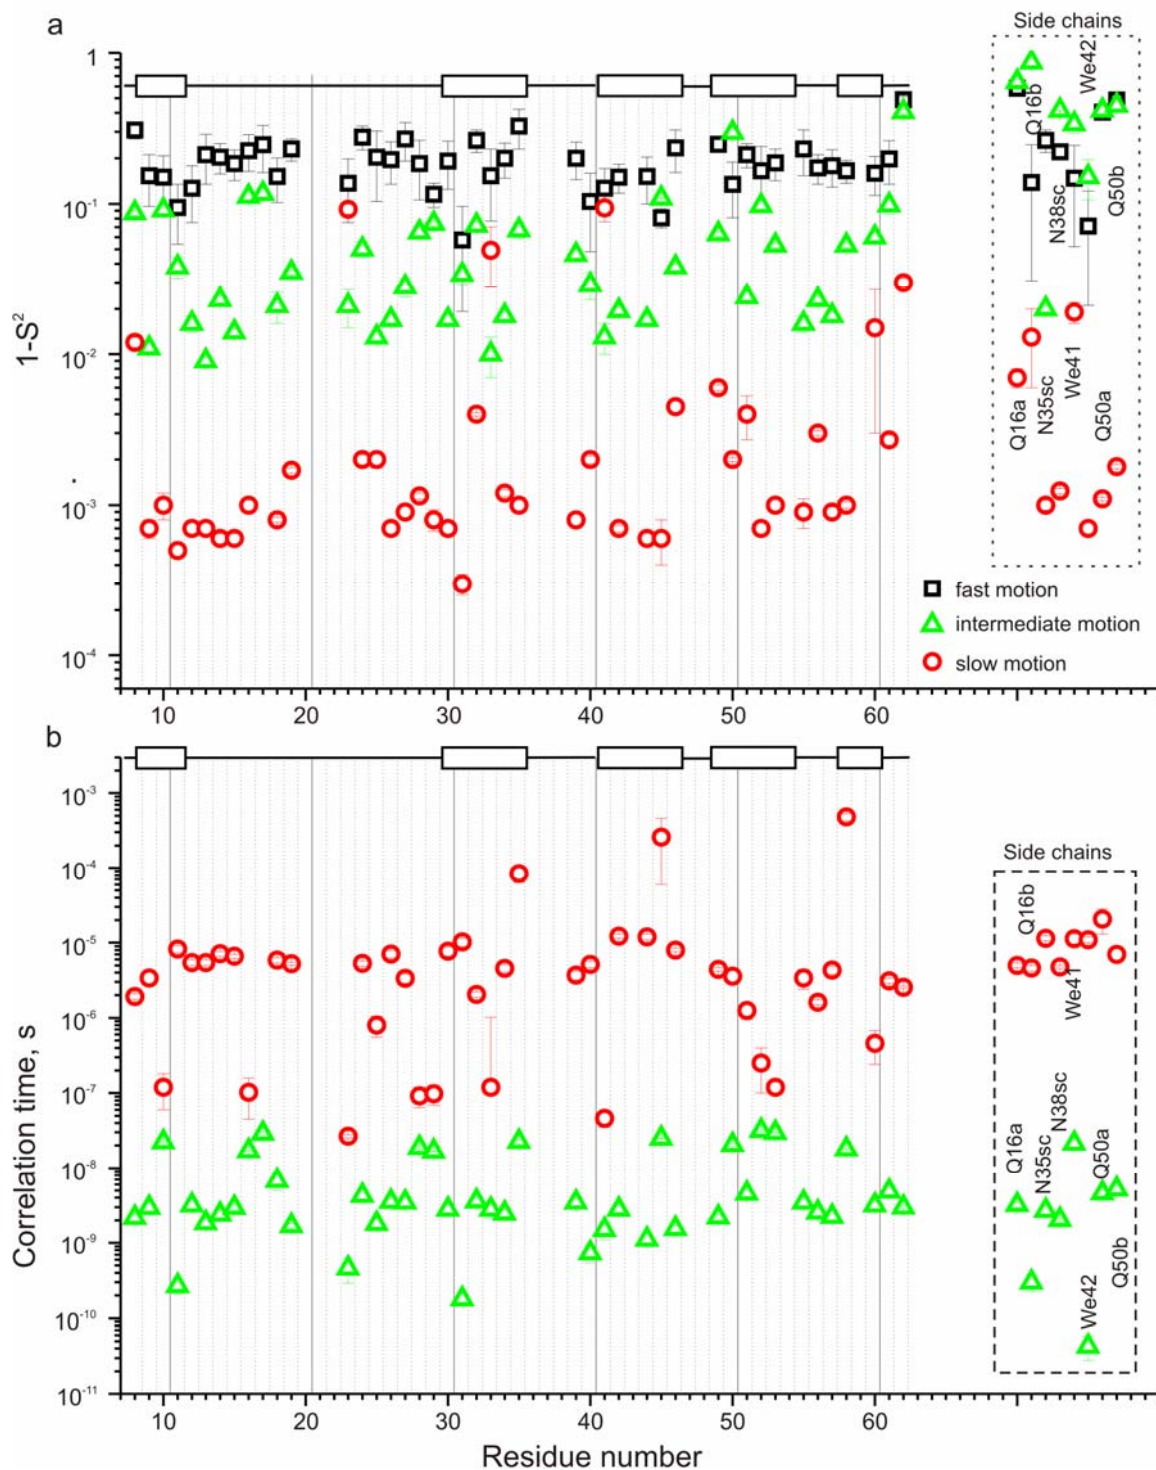 a
Side chains
1
10⁻¹
10⁻²
10⁻³
10⁻⁴
1-S²
We42
Q16b
N38sc
Q50b
We41
N35sc
Q16a
Q50a
fast motion
intermediate motion
slow motion
10 20 30 40 50 60
b
10⁻³
10⁻⁴
10⁻⁵
10⁻⁶
10⁻⁷
10⁻⁸
10⁻⁹
10⁻¹⁰
10⁻¹¹
Correlation time, s
Side chains
Q16b
We41
N38sc
Q16a
N35sc
Q50a
Q50b
We42
10 20 30 40 50 60
Residue number